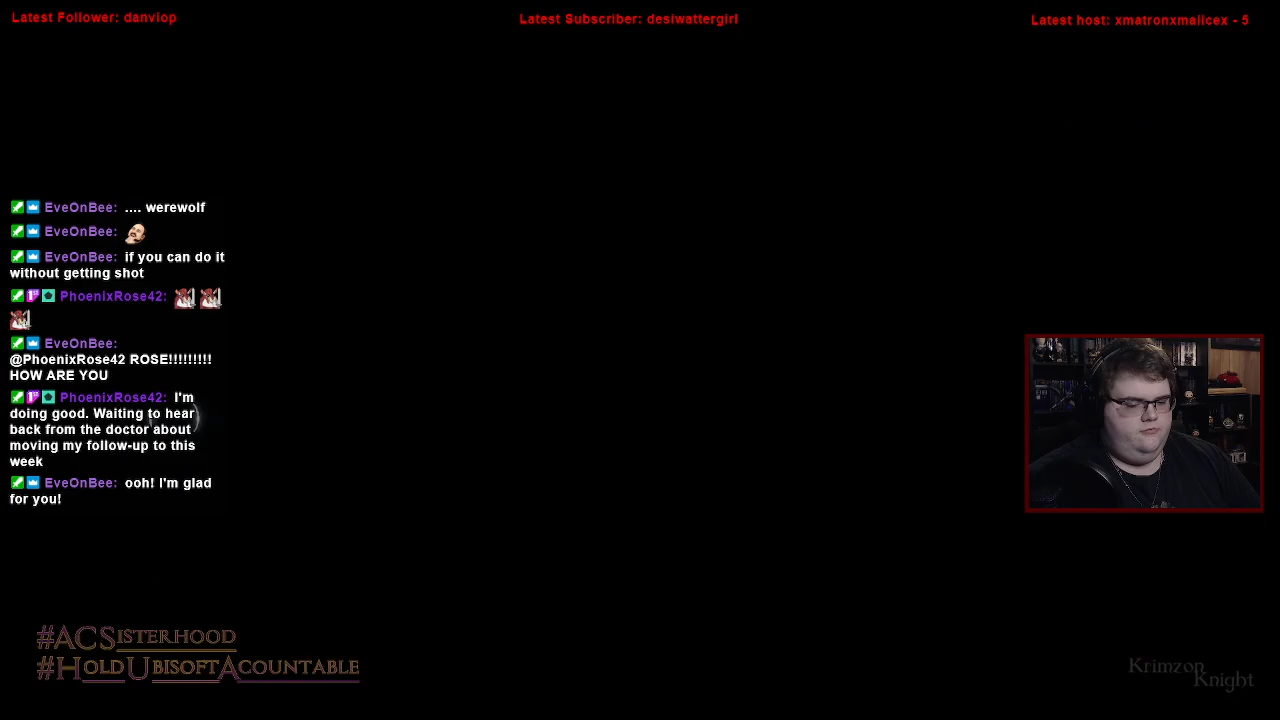 Latest Follower: danviop
Latest Subscriber: desiwattergirl
Latest host: xmatronxmalicex - 5
EveOnBee: .... werewolf
EveOnBee:
EveOnBee: if you can do it
without getting shot
PhoenixRose42:
EveOnBee:
@PhoenixRose42 ROSE!!!!!!!!!
HOW ARE YOU
PhoenixRose42: I'm
doing good. Waiting to hear
back from the doctor about
moving my follow-up to this
week
EveOnBee: ooh! I'm glad
for you!
#ACSisterhood
#HoldUbisoftAcountable
Krimzon
Knight